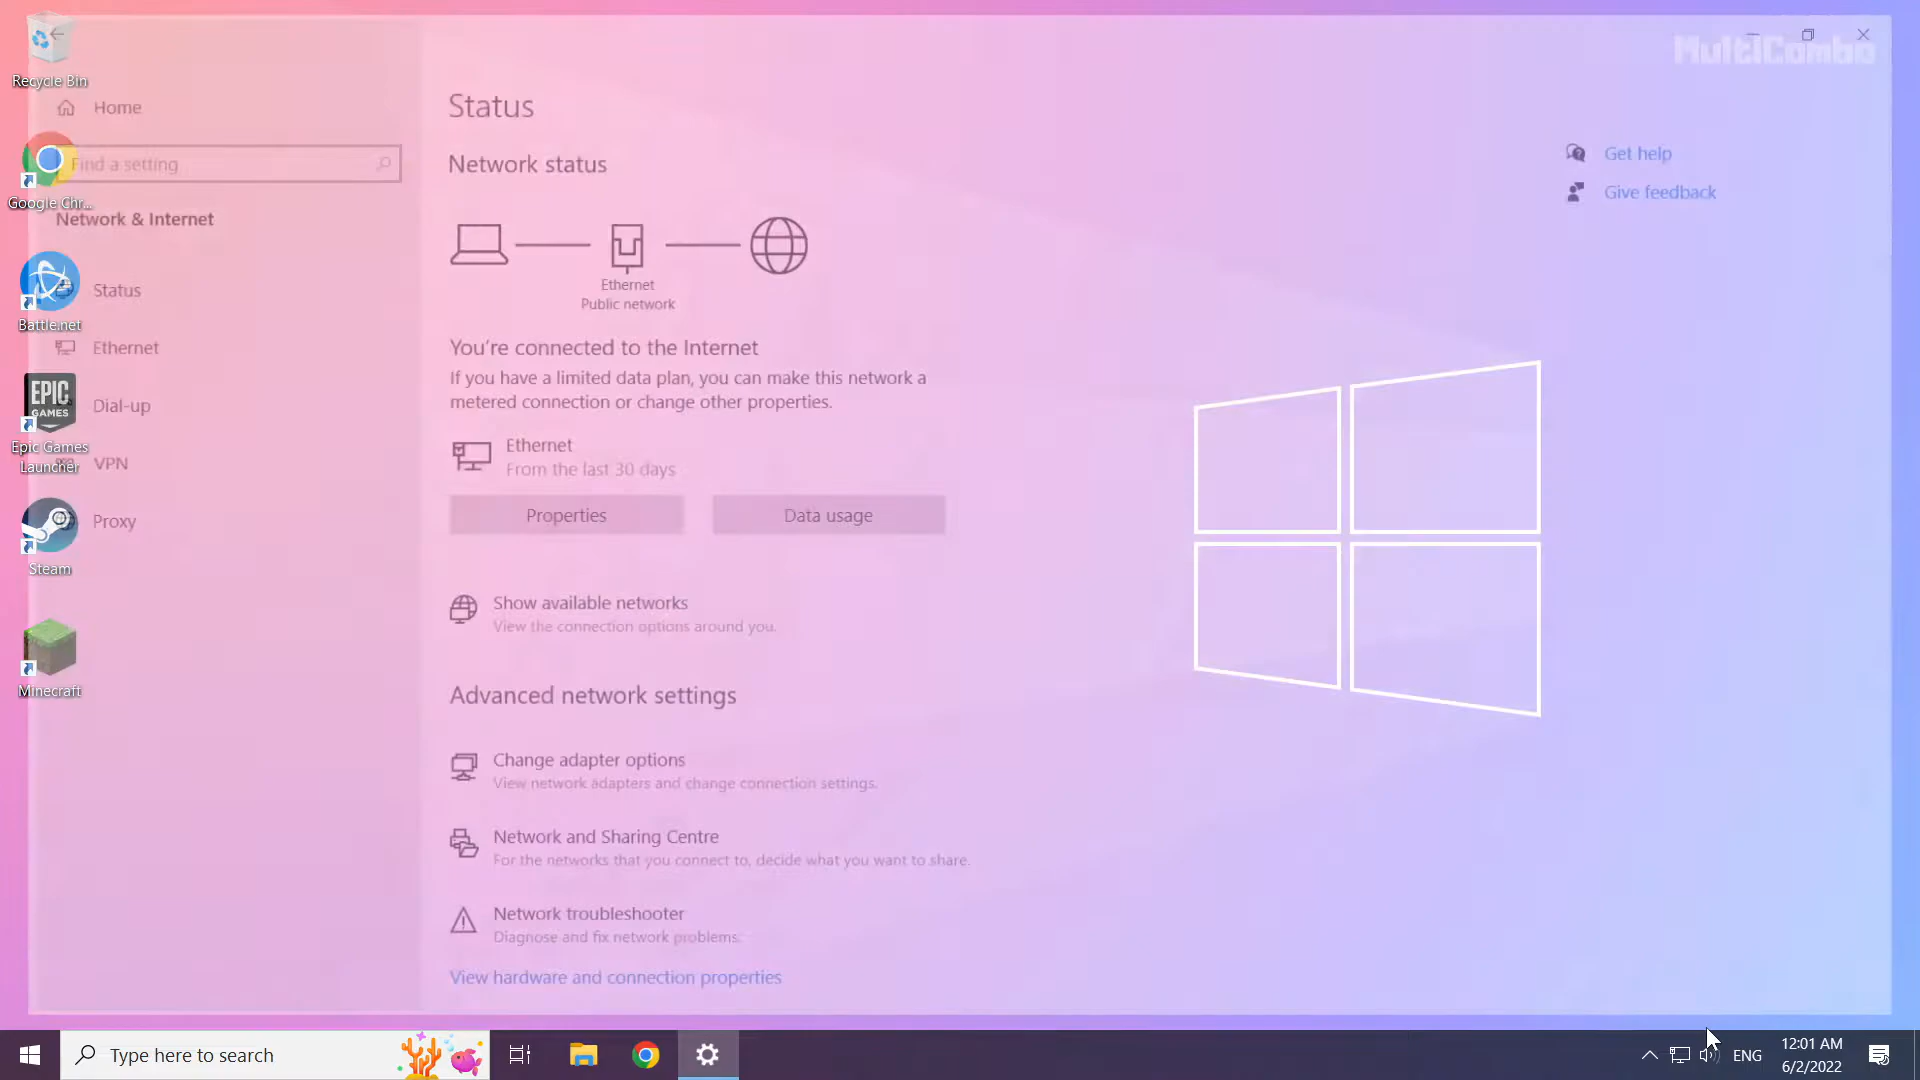 Recycle Bin
Google Chr...
Battle.net
EPIC
GAMES
Epic Games
Launcher
Steam
Minecraft
MultiCombo
Home
Find a setting
Network & Internet
Status
Ethernet
Dial-up
VPN
Proxy
Status
Network status
Ethernet
Public network
You're connected to the Internet
If you have a limited data plan, you can make this network a
metered connection or change other properties.
Ethernet
From the last 30 days
Properties
Data usage
Show available networks
View the connection options around you.
Advanced network settings
Change adapter options
View network adapters and change connection settings.
Network and Sharing Centre
For the networks that you connect to, decide what you want to share.
Network troubleshooter
Diagnose and fix network problems.
View hardware and connection properties
Get help
Give feedback
Type here to search
ENG
12:01 AM
6/2/2022